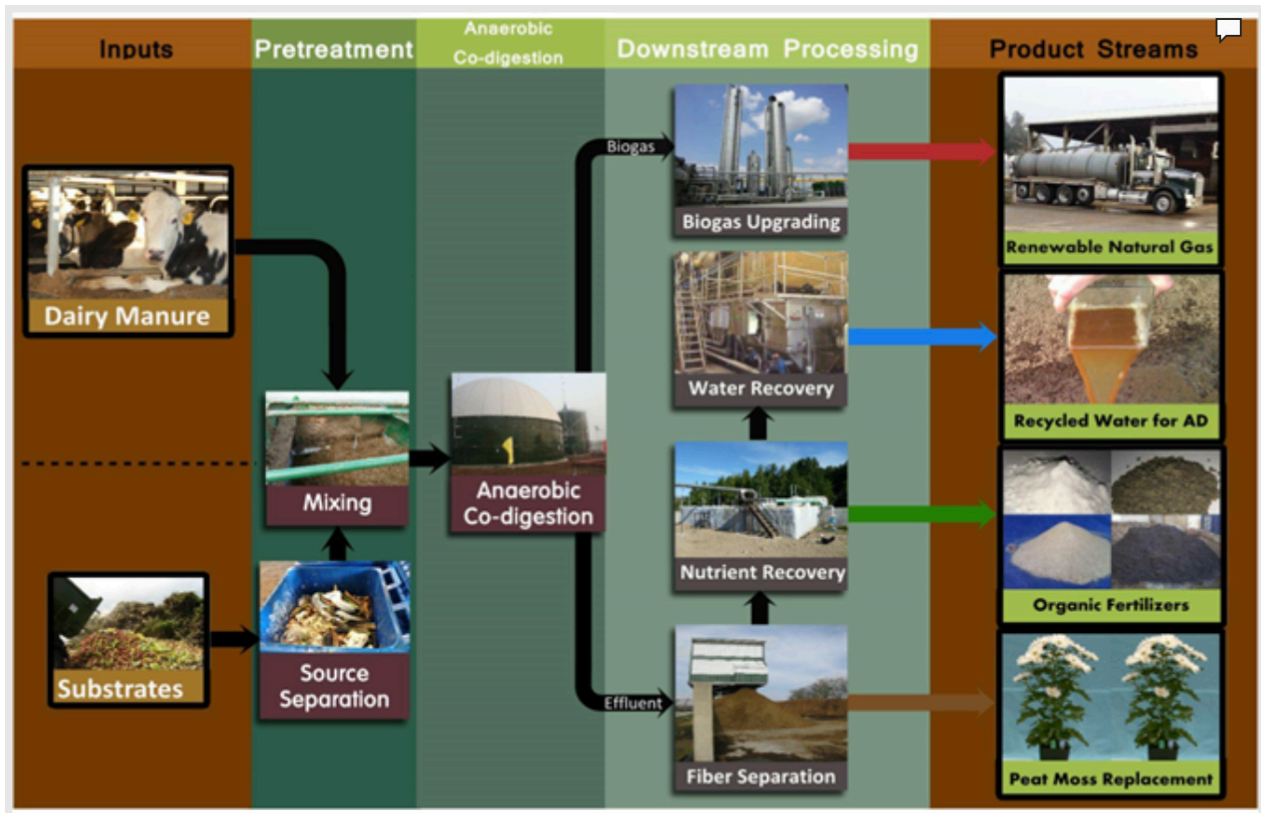 Inputs
Pretreatment
Anaerobic
Co-digestion
Downstream Processing
Product Streams
Dairy Manure
Substrates
Mixing
Source
Separation
Anaerobic
Co-digestion
Biogas
Effluent
Biogas Upgrading
Water Recovery
Nutrient Recovery
Fiber Separation
Renewable Natural Gas
Recycled Water for AD
Organic Fertilizers
Peat Moss Replacement